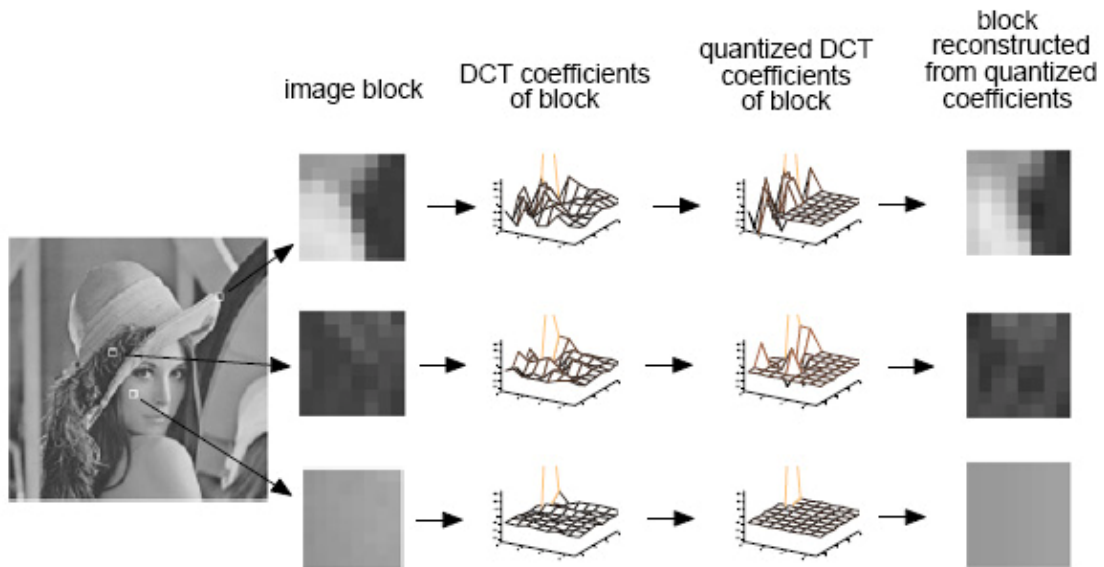 image block
DCT coefficients
of block
quantized DCT
coefficients
of block
block
reconstructed
from quantized
coefficients